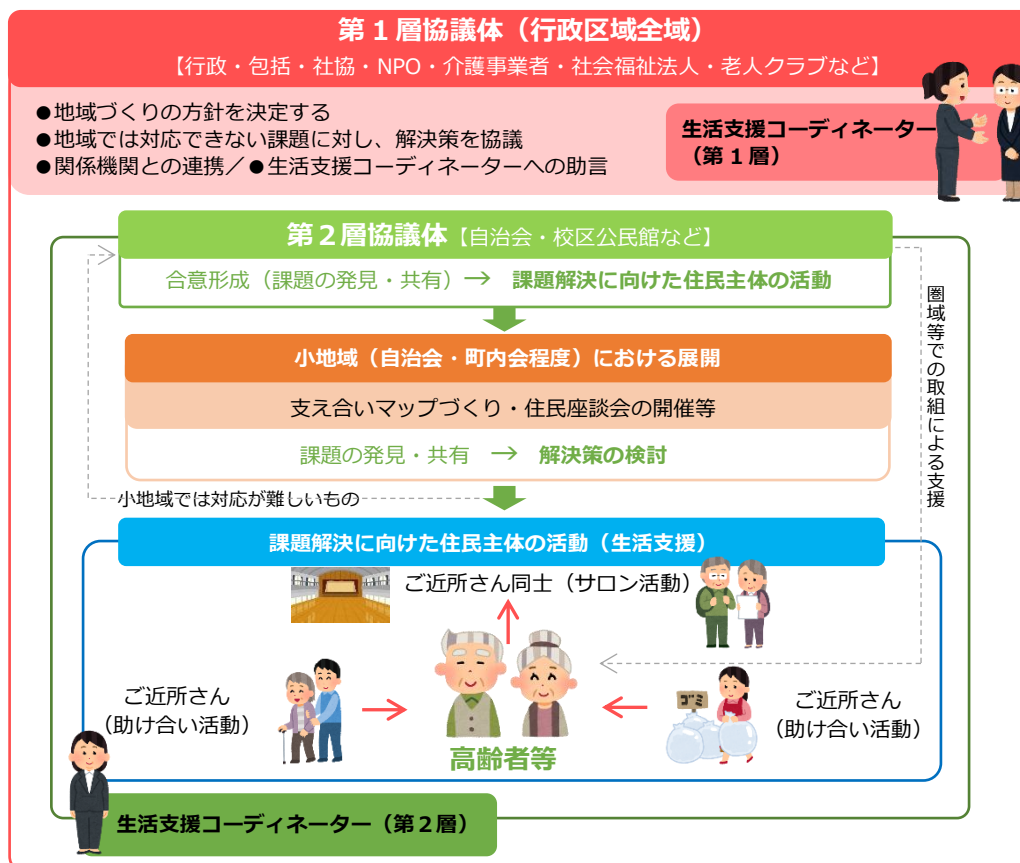 第1層協議体（行政区域全域）
【行政・包括・社協・NPO・介護事業者・社会福祉法人・老人クラブなど】
●地域づくりの方針を決定する
●地域では対応できない課題に対し、解決策を協議
●関係機関との連携／●生活支援コーディネーターへの助言
生活支援コーディネーター
（第１層）
第２層協議体【自治会・校区公民館など】
合意形成（課題の発見・共有）→ 課題解決に向けた住民主体の活動
小地域（自治会・町内会程度）における展開
支え合いマップづくり・住民座談会の開催等
課題の発見・共有 → 解決策の検討
小地域では対応が難しいもの
圏域等での取組による支援
課題解決に向けた住民主体の活動（生活支援）
ご近所さん同士（サロン活動）
ご近所さん
（助け合い活動）
ゴミ
ご近所さん
（助け合い活動）
高齢者等
生活支援コーディネーター（第２層）